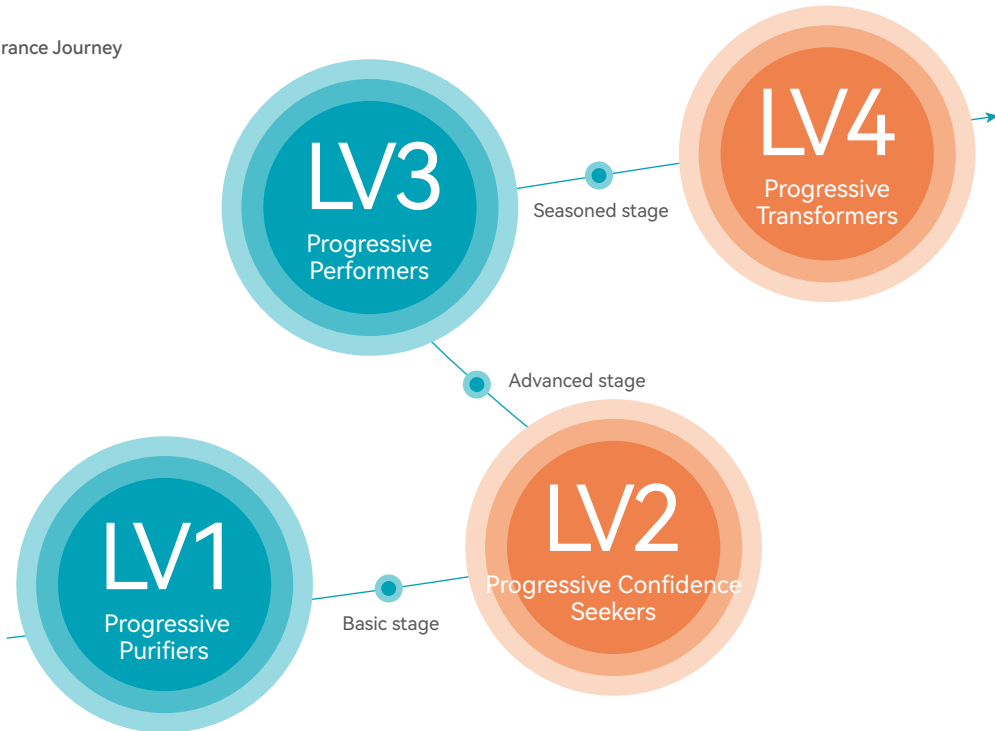 rance Journey
LV4
Progressive
Transformers
LV3
Progressive
Performers
Seasoned stage
Advanced stage
LV2
Progressive Confidence
Seekers
LV1
Progressive
Purifiers
Basic stage